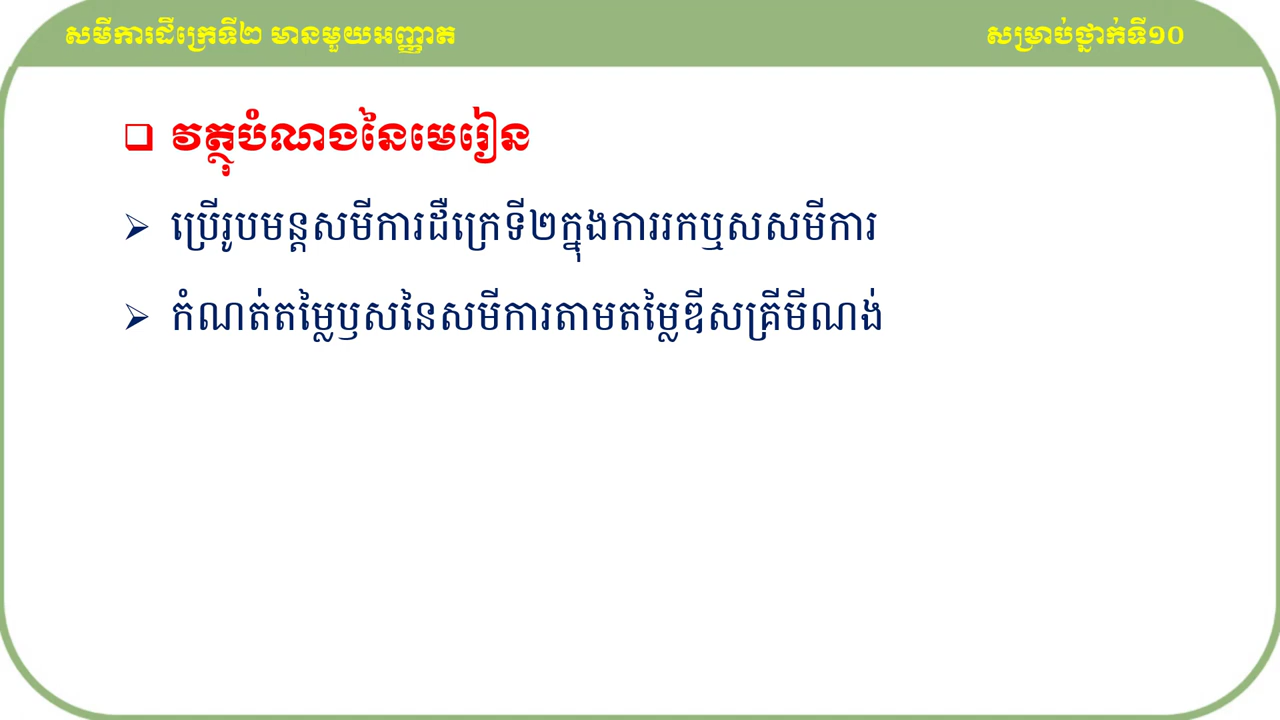 សមីការដឺក្រេទី២ មានមួយអញ្ញាត
សម្រាប់ថ្នាក់ទី១០
វត្ថុបំណងនៃមេរៀន
ប្រើរូបមន្តសមីការដឺក្រេទី២ក្នុងការរកឬសសមីការ
កំណត់តម្លៃឫសនៃសមីការតាមតម្លៃឌីសគ្រីមីណង់